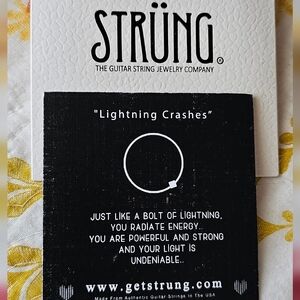 STRÜNG®
THE GUITAR STRING JEWELRY COMPANY
"Lightning Crashes"
JUST LIKE A BOLT OF LIGHTNING,
YOU RADIATE ENERGY..
YOU ARE POWERFUL AND STRONG
AND YOUR LIGHT IS
UNDENIABLE..
www.getstrung.com
Made From Authentic Guitar Strings In The USA